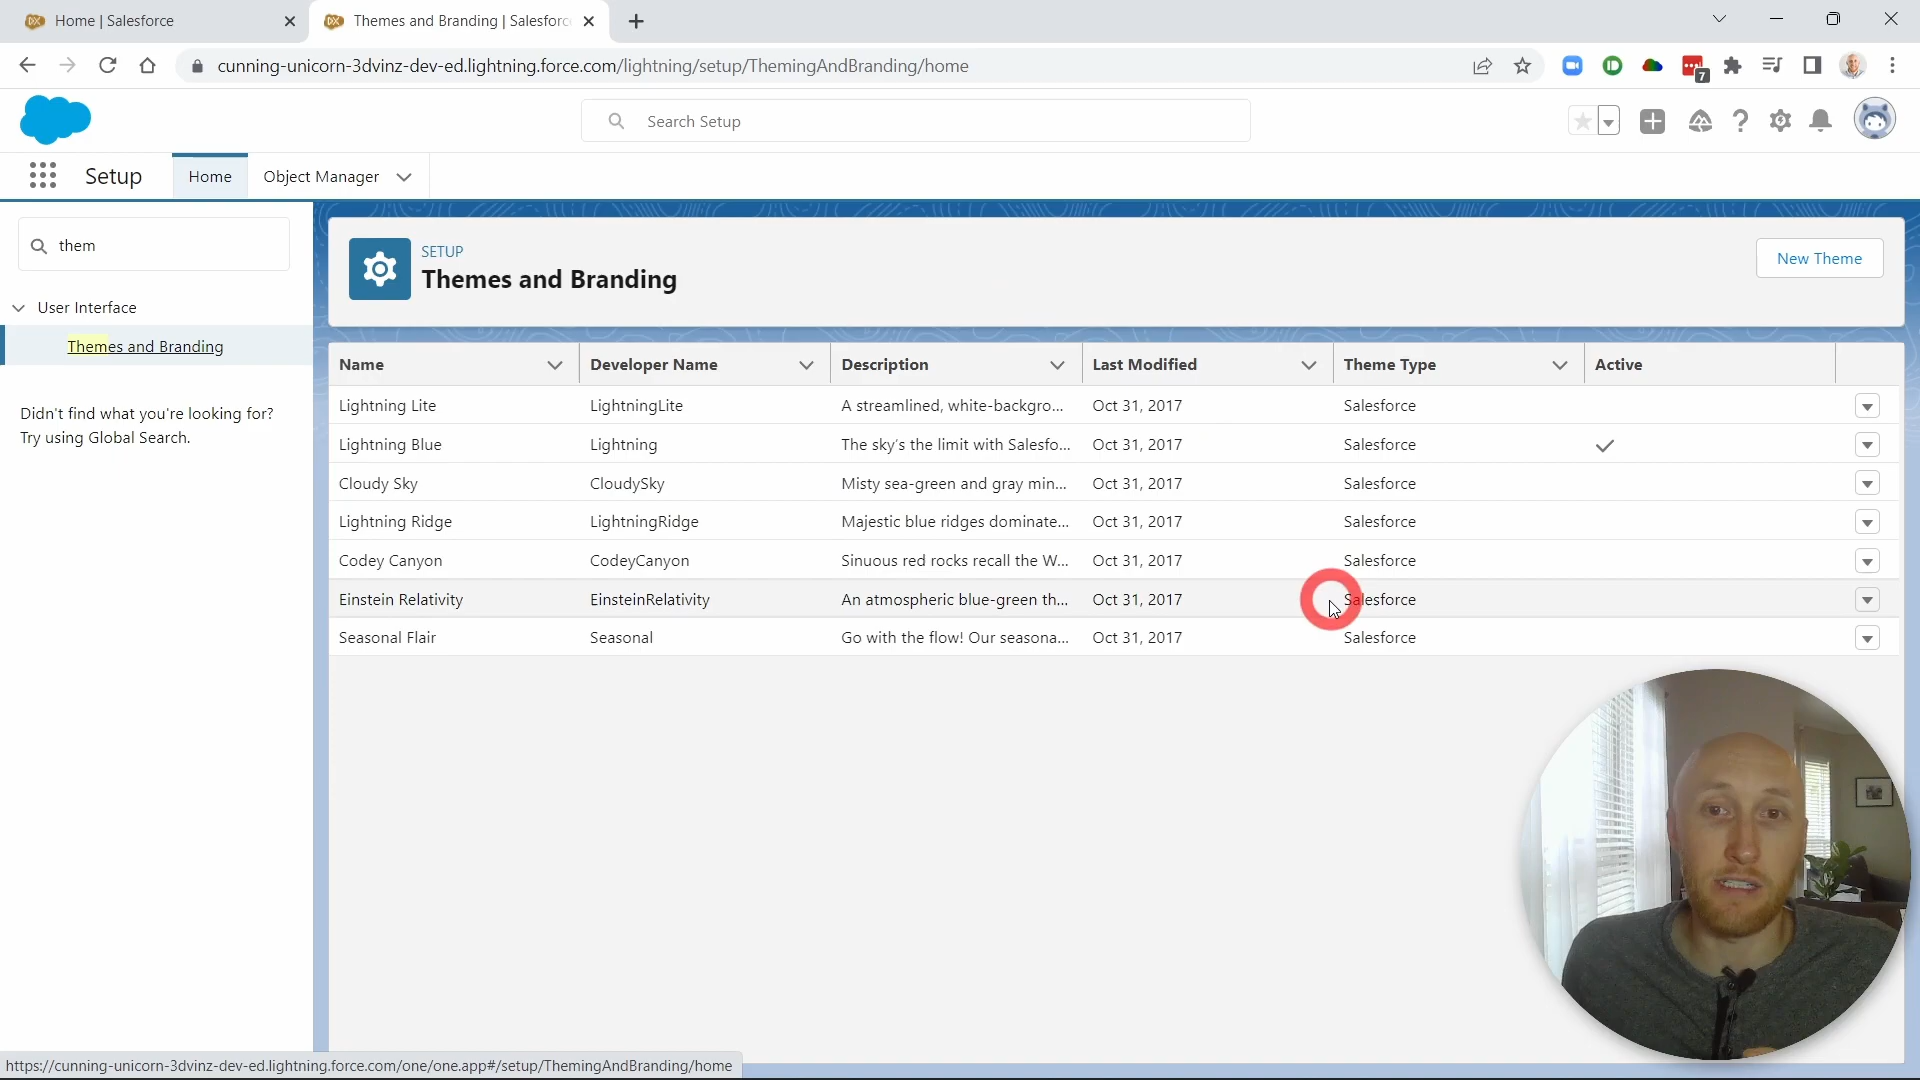 Home | Salesforce
Themes and Branding | Salesforc
cunning-unicorn-3dvinz-dev-ed.lightning.force.com/lightning/setup/ThemingAndBranding/home
7
Search Setup
Setup
Home
Object Manager
them
User Interface
Themes and Branding
Didn't find what you're looking for?
Try using Global Search.
SETUP
Themes and Branding
New Theme
Name Developer Name Description Last Modified Theme Type Active
Lightning Lite LightningLite A streamlined, white-backgro... Oct 31, 2017 Salesforce
Lightning Blue Lightning The sky's the limit with Salesfo... Oct 31, 2017 Salesforce
Cloudy Sky CloudySky Misty sea-green and gray min... Oct 31, 2017 Salesforce
Lightning Ridge LightningRidge Majestic blue ridges dominate... Oct 31, 2017 Salesforce
Codey Canyon CodeyCanyon Sinuous red rocks recall the W... Oct 31, 2017 Salesforce
Einstein Relativity EinsteinRelativity An atmospheric blue-green th... Oct 31, 2017 Salesforce
Seasonal Flair Seasonal Go with the flow! Our seasona... Oct 31, 2017 Salesforce
https://cunning-unicorn-3dvinz-dev-ed.lightning.force.com/one/one.app#/setup/ThemingAndBranding/home